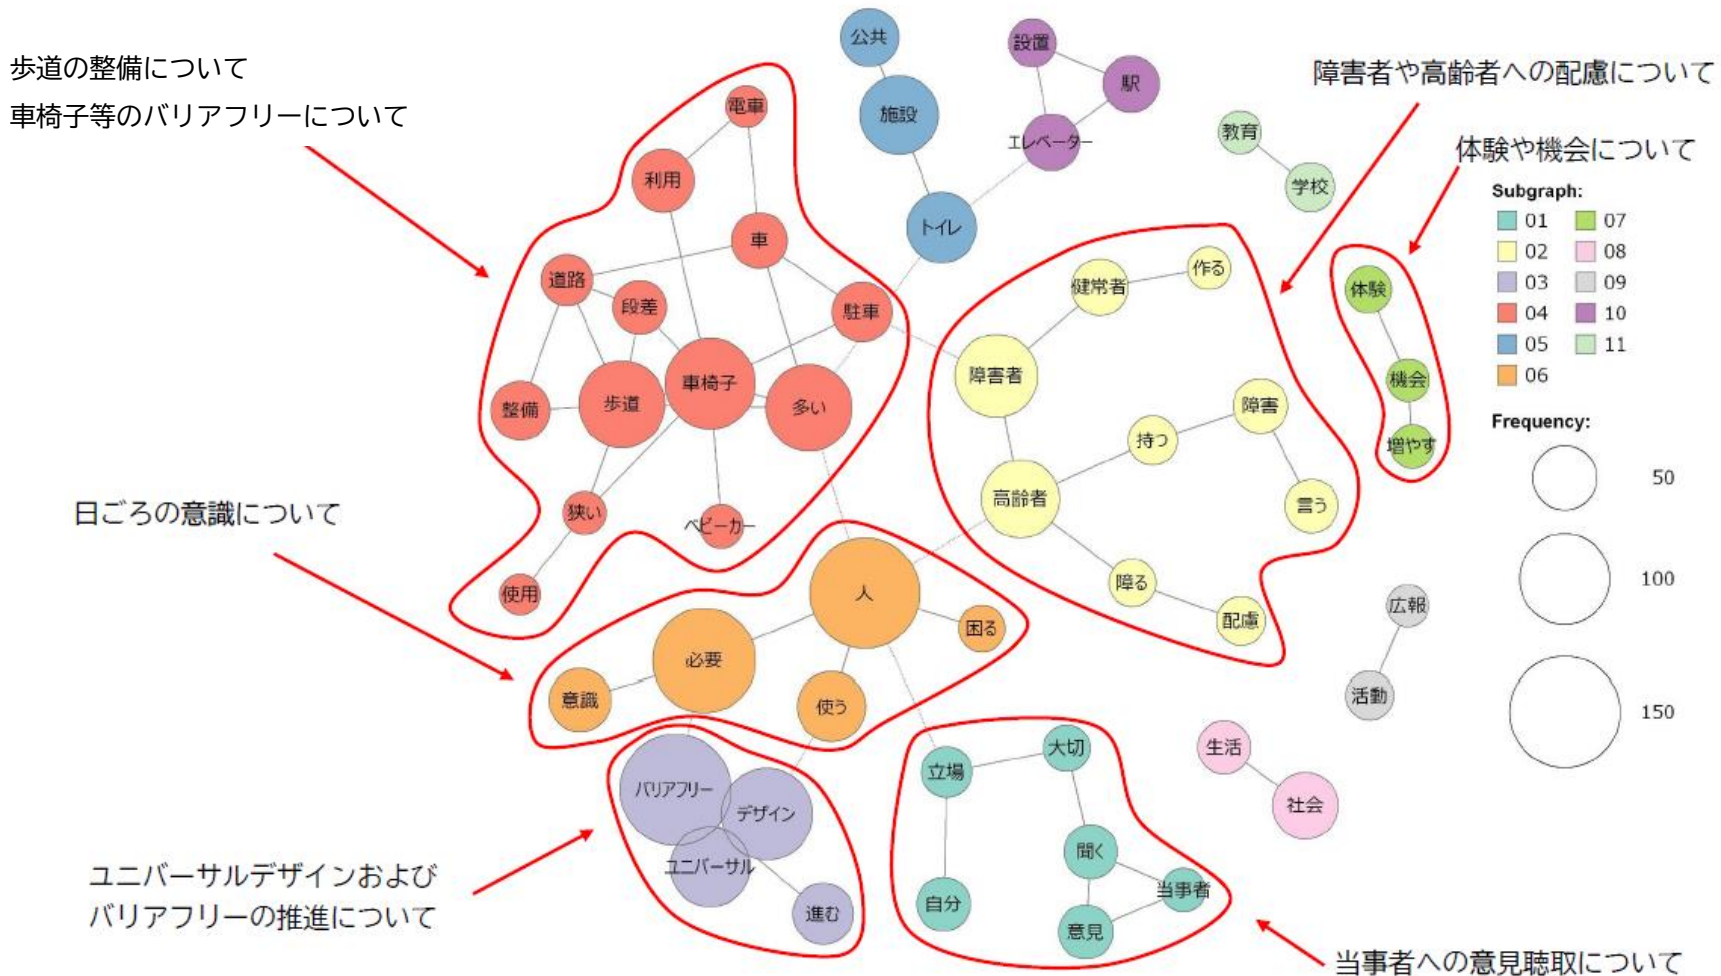 歩道の整備について
車椅子等のバリアフリーについて
障害者や高齢者への配慮について
体験や機会について
日ごろの意識について
ユニバーサルデザインおよび
バリアフリーの推進について
当事者への意見聴取について
電車
利用
車
道路
段差
駐車
車椅子
歩道
整備
多い
狭い
ベビーカー
使用
公共
施設
トイレ
設置
駅
エレベーター
教育
学校
健常者
作る
障害者
障害
持つ
高齢者
言う
障る
配慮
体験
機会
増やす
人
困る
必要
意識
使う
バリアフリー
デザイン
ユニバーサル
進む
立場
大切
聞く
当事者
自分
意見
広報
活動
生活
社会
Subgraph:
01 07
02 08
03 09
04 10
05 11
06
Frequency:
50
100
150